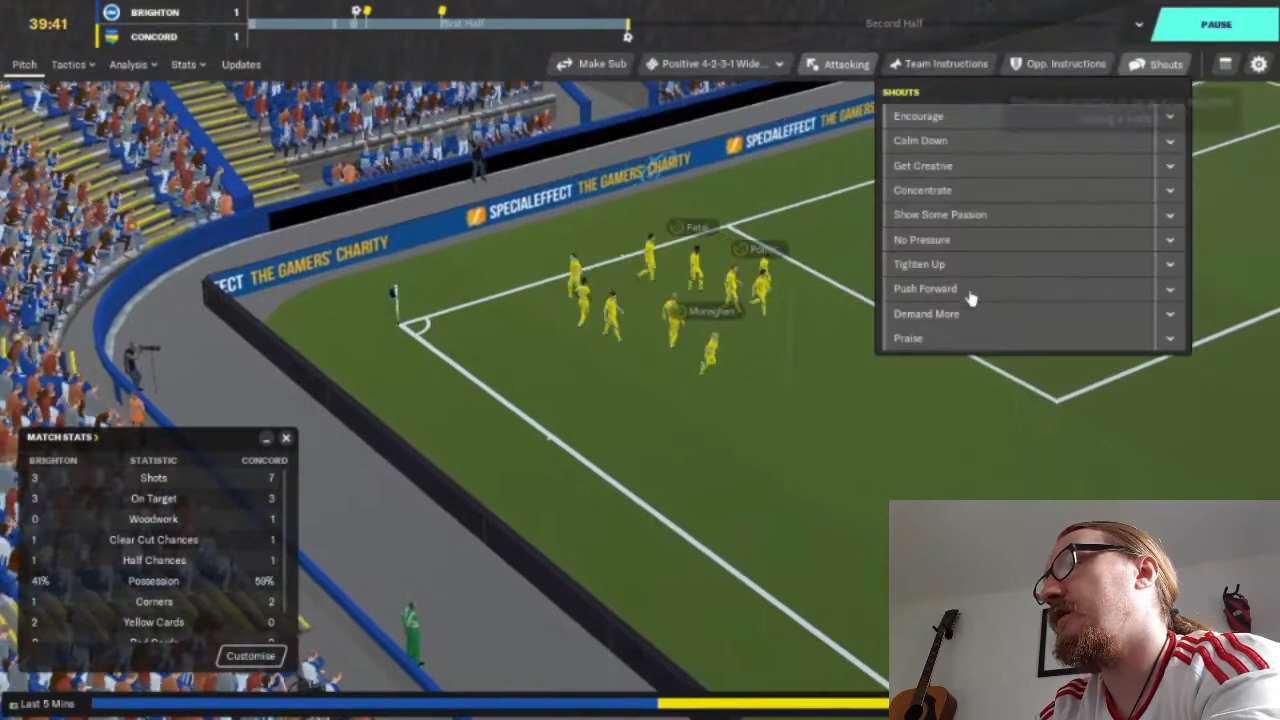 39:41
BRIGHTON 1
CONCORD 1
First Half
Second Half
PAUSE
Pitch
Tactics
Analysis
Stats
Updates
Make Sub
Positive 4-2-3-1 Wide...
Attacking
Team Instructions
Opp. Instructions
Shouts
SHOUTS
Encourage
Calm Down
Get Creative
Concentrate
Show Some Passion
No Pressure
Tighten Up
Push Forward
Demand More
Praise
ECT THE GAMERS' CHARITY
SPECIALEFFECT THE GAMERS' CHARITY
SPECIALEFFECT THE GAMERS'
Monaghan
MATCH STATS
BRIGHTON STATISTIC CONCORD
3 Shots 7
3 On Target 3
0 Woodwork 1
1 Clear Cut Chances 1
1 Half Chances 1
41% Possession 59%
1 Corners 2
2 Yellow Cards 0
Red Cards
Customise
Last 5 Mins